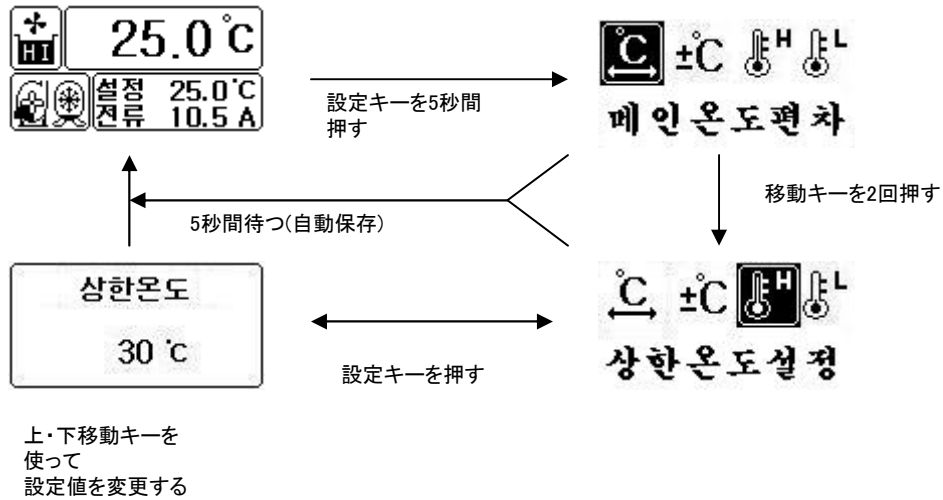 HI
25.0℃
설정 25.0℃
전류 10.5 A
設定キーを5秒間
押す
℃ ±℃ H L
메인온도편차
移動キーを2回押す
5秒間待つ(自動保存)
상한온도
30 ℃
設定キーを押す
℃ ±℃ H L
상한온도설정
上・下移動キーを
使って
設定値を変更する